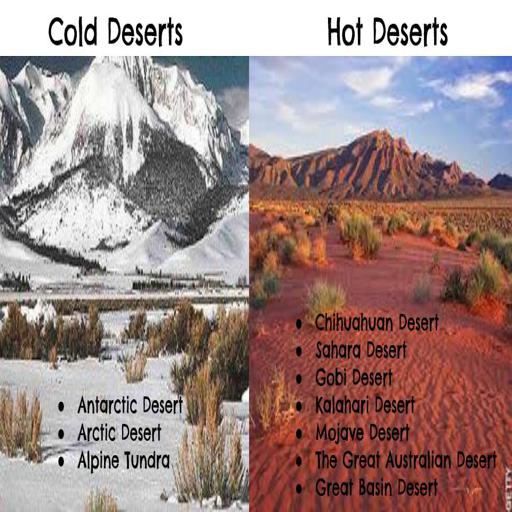 Cold Deserts
Hot Deserts
• Antarctic Desert
• Arctic Desert
• Alpine Tundra
• Chihuahuan Desert
• Sahara Desert
• Gobi Desert
• Kalahari Desert
• Mojave Desert
• The Great Australian Desert
• Great Basin Desert
GETTY